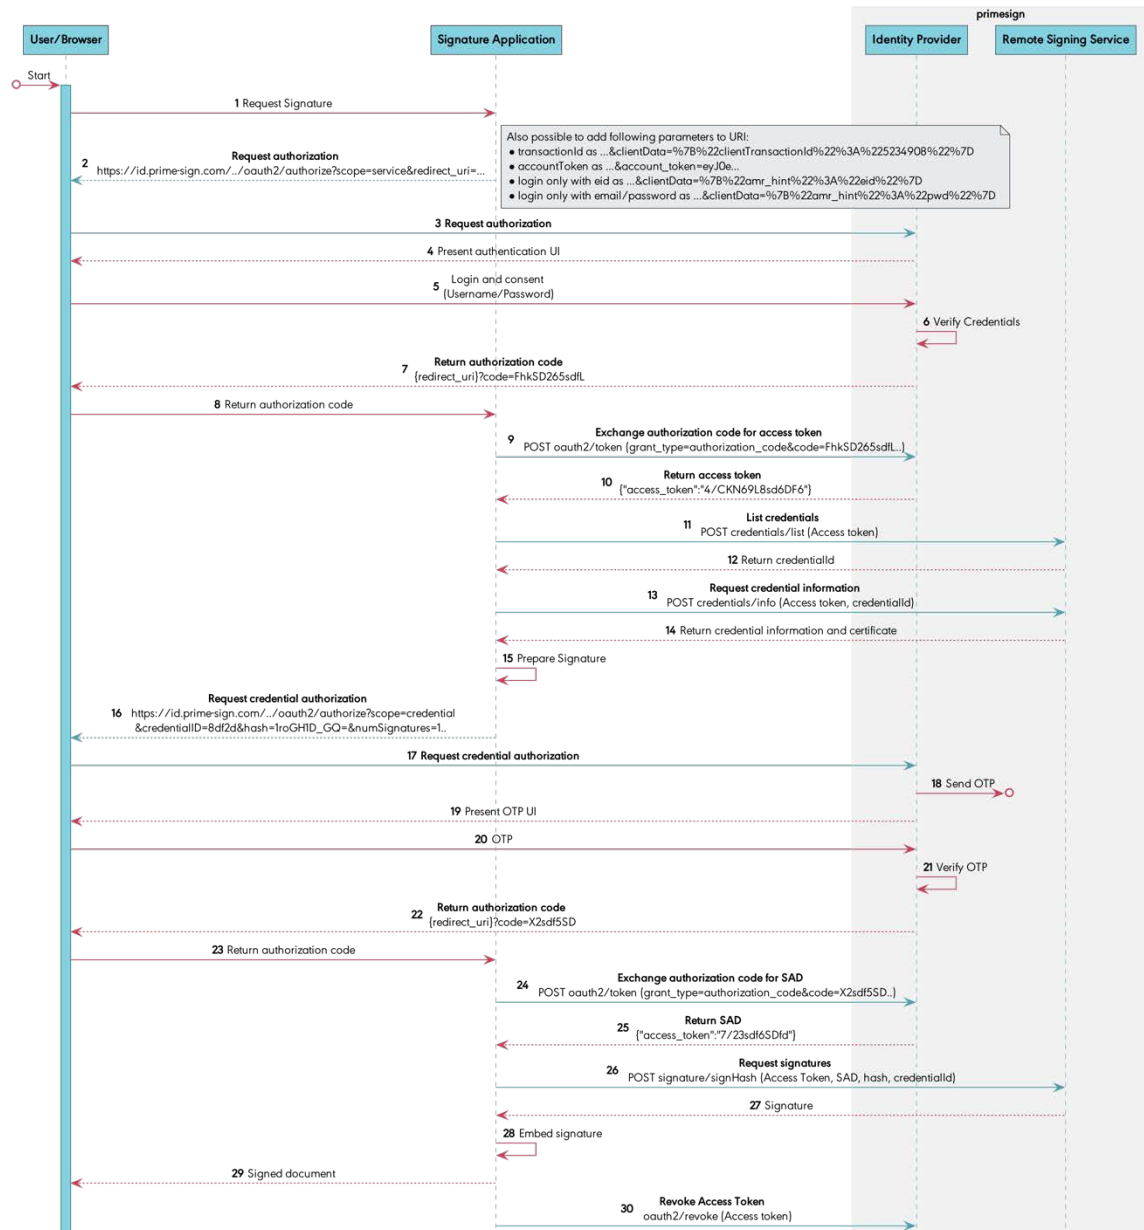 primesign
User/Browser
Signature Application
Identity Provider
Remote Signing Service
Start
1 Request Signature
Also possible to add following parameters to URI:
● transactionId as ...&clientData=%7B%22clientTransactionId%22%3A%225234908%22%7D
● accountToken as ...&account_token=eyJ0e...
● login only with eid as ...&clientData=%7B%22amr_hint%22%3A%22eid%22%7D
● login only with email/password as ...&clientData=%7B%22amr_hint%22%3A%22pwd%22%7D
2 Request authorization
https://id.prime-sign.com/../oauth2/authorize?scope=service&redirect_uri=...
3 Request authorization
4 Present authentication UI
5 Login and consent
(Username/Password)
6 Verify Credentials
7 Return authorization code
{redirect_uri}?code=FhkSD265sdfL
8 Return authorization code
9 Exchange authorization code for access token
POST oauth2/token (grant_type=authorization_code&code=FhkSD265sdfL..)
10 Return access token
{"access_token":"4/CKN69L8sd6DF6"}
11 List credentials
POST credentials/list (Access token)
12 Return credentialId
13 Request credential information
POST credentials/info (Access token, credentialId)
14 Return credential information and certificate
15 Prepare Signature
16 Request credential authorization
https://id.prime-sign.com/../oauth2/authorize?scope=credential
&credentialID=8df2d&hash=1roGH1D_GQ=&numSignatures=1..
17 Request credential authorization
18 Send OTP
19 Present OTP UI
20 OTP
21 Verify OTP
22 Return authorization code
{redirect_uri}?code=X2sdf5SD
23 Return authorization code
24 Exchange authorization code for SAD
POST oauth2/token (grant_type=authorization_code&code=X2sdf5SD..)
25 Return SAD
{"access_token":"7/23sdf6SDfd"}
26 Request signatures
POST signature/signHash (Access Token, SAD, hash, credentialId)
27 Signature
28 Embed signature
29 Signed document
30 Revoke Access Token
oauth2/revoke (Access token)